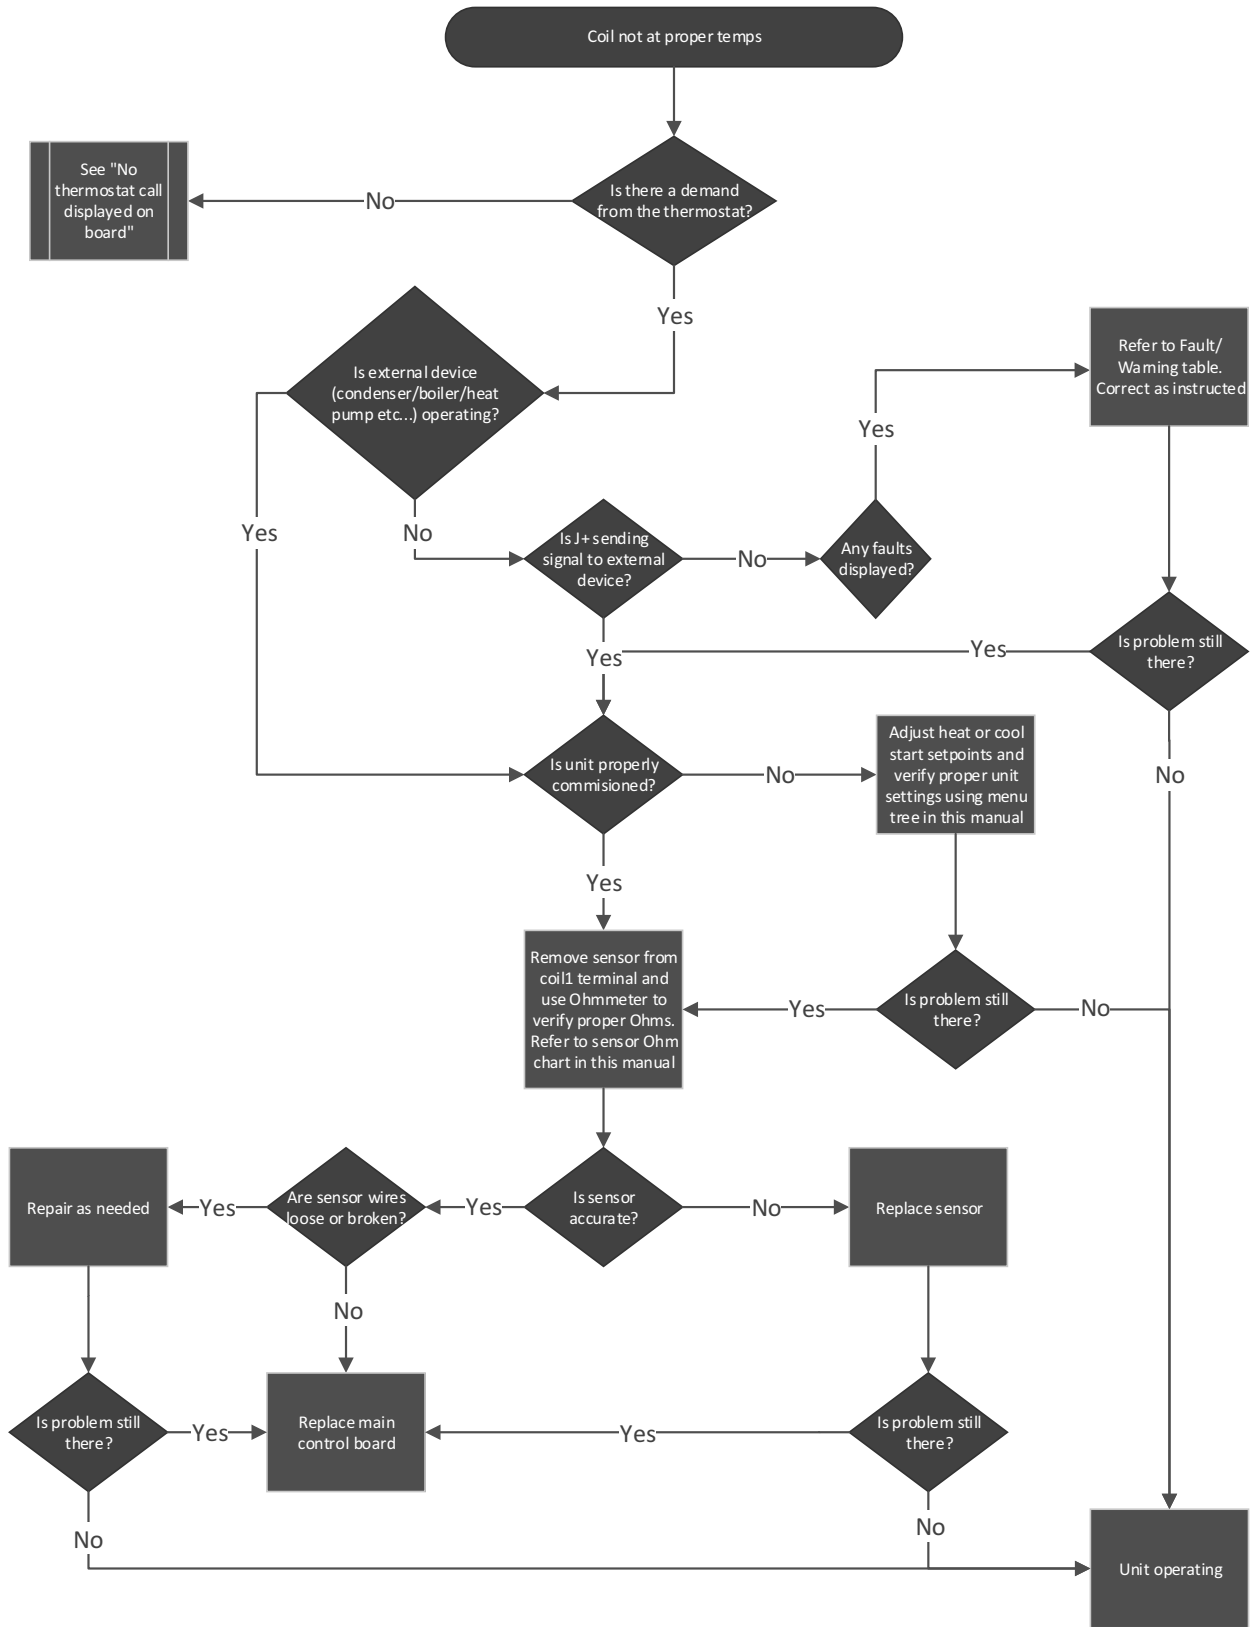 Coil not at proper temps
See "No
thermostat call
displayed on
board"
No
Is there a demand
from the thermostat?
Yes
Is external device
(condenser/boiler/heat
pump etc...) operating?
Refer to Fault/
Warning table.
Correct as instructed
Yes
Yes
No
Is J+ sending
signal to external
device?
No
Any faults
displayed?
Yes
Yes
Is problem still
there?
Is unit properly
commisioned?
No
Adjust heat or cool
start setpoints and
verify proper unit
settings using menu
tree in this manual
No
Yes
Remove sensor from
coil1 terminal and
use Ohmmeter to
verify proper Ohms.
Refer to sensor Ohm
chart in this manual
Yes
Is problem still
there?
No
Repair as needed
Yes
Are sensor wires
loose or broken?
Yes
Is sensor
accurate?
No
Replace sensor
No
Is problem still
there?
Yes
Replace main
control board
Yes
Is problem still
there?
No
No
Unit operating